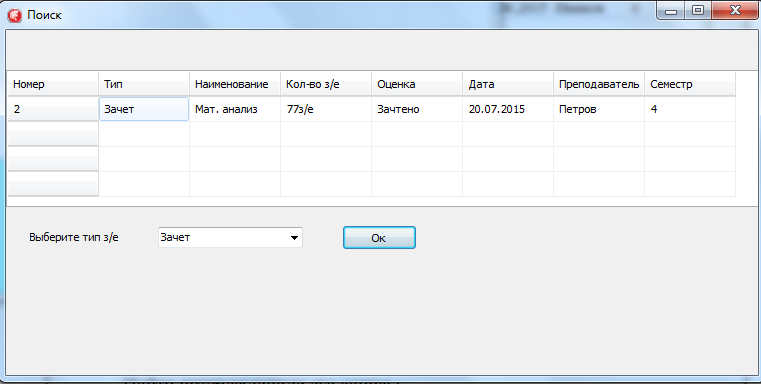 Поиск
Номер Тип Наименование Кол-во з/е Оценка Дата Преподаватель Семестр
2 Зачет Мат. анализ 77з/е Зачтено 20.07.2015 Петров 4
Выберите тип з/е Зачет Ок